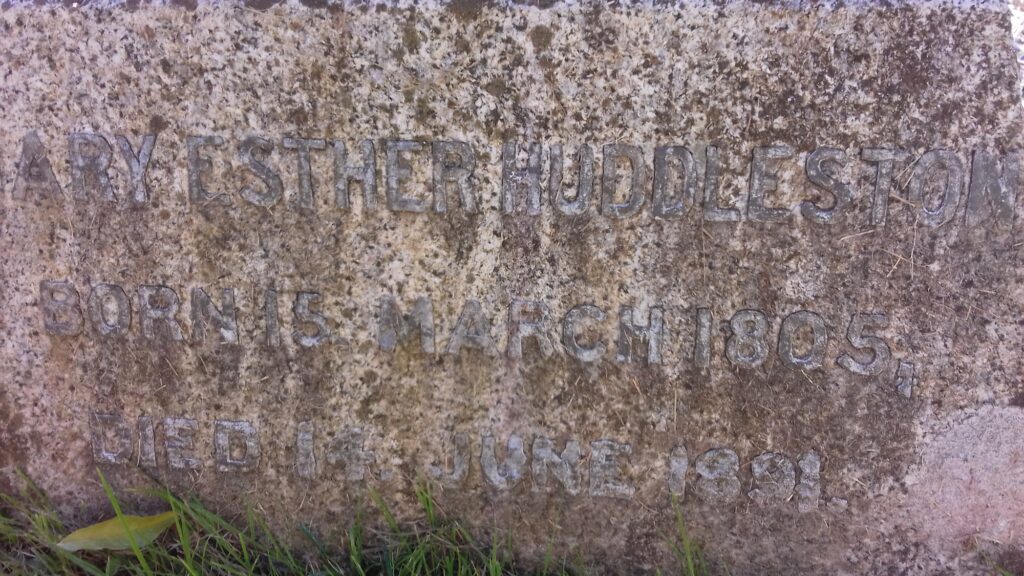 ARY ESTHER HUDDLESTON
BORN 15. MARCH 1805,
DIED 14. JUNE 1891.